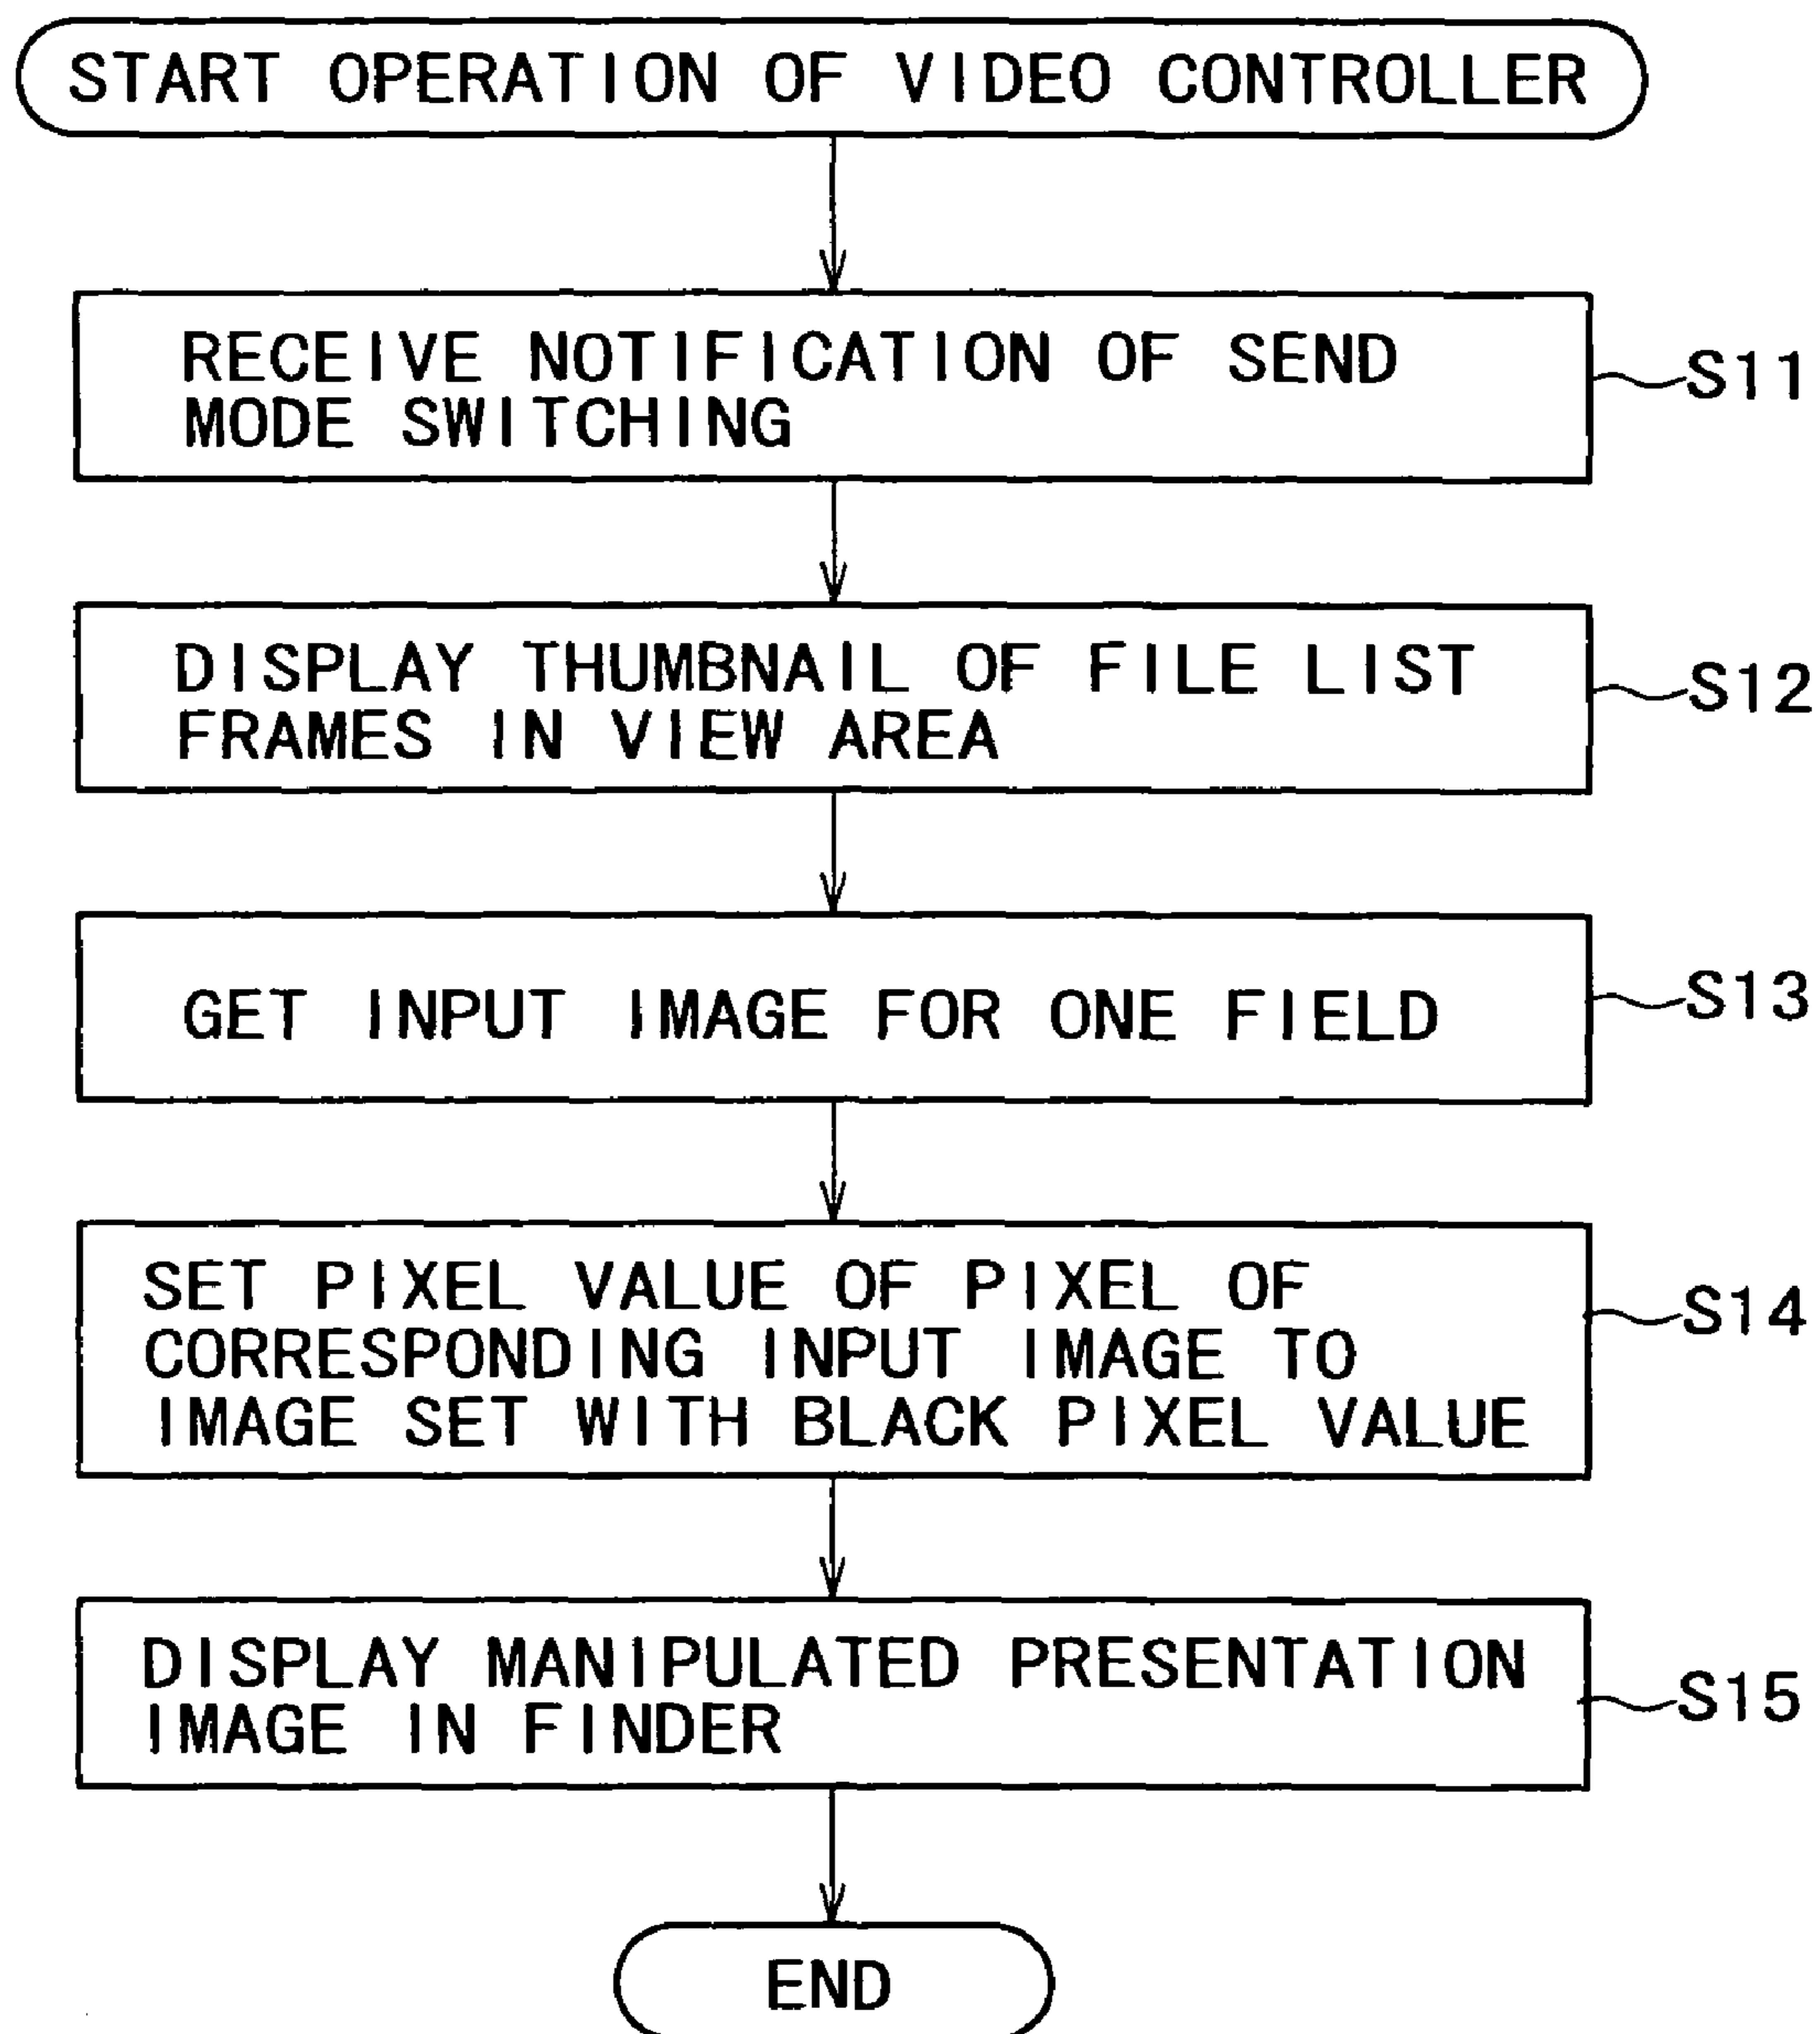 START OPERATION OF VIDEO CONTROLLER
RECEIVE NOTIFICATION OF SEND
MODE SWITCHING
S11
DISPLAY THUMBNAIL OF FILE LIST
FRAMES IN VIEW AREA
S12
GET INPUT IMAGE FOR ONE FIELD
S13
SET PIXEL VALUE OF PIXEL OF
CORRESPONDING INPUT IMAGE TO
IMAGE SET WITH BLACK PIXEL VALUE
S14
DISPLAY MANIPULATED PRESENTATION
IMAGE IN FINDER
S15
END